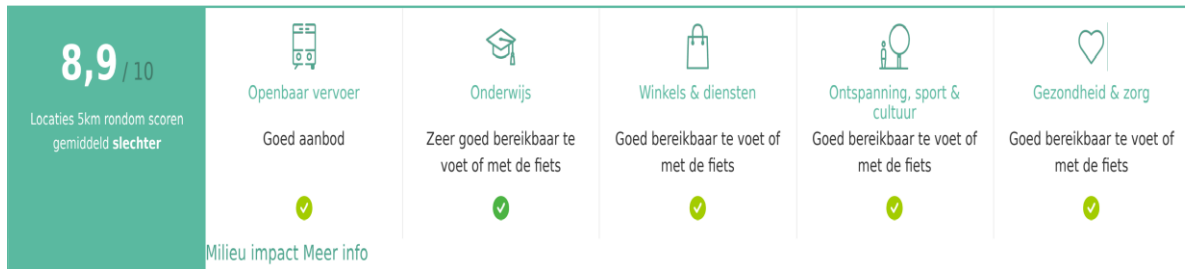 8,9 / 10
Locaties 5km rondom scoren
gemiddeld slechter
Openbaar vervoer
Goed aanbod
Onderwijs
Zeer goed bereikbaar te
voet of met de fiets
Winkels & diensten
Goed bereikbaar te voet of
met de fiets
Ontspanning, sport &
cultuur
Goed bereikbaar te voet of
met de fiets
Gezondheid & zorg
Goed bereikbaar te voet of
met de fiets
Milieu impact Meer info